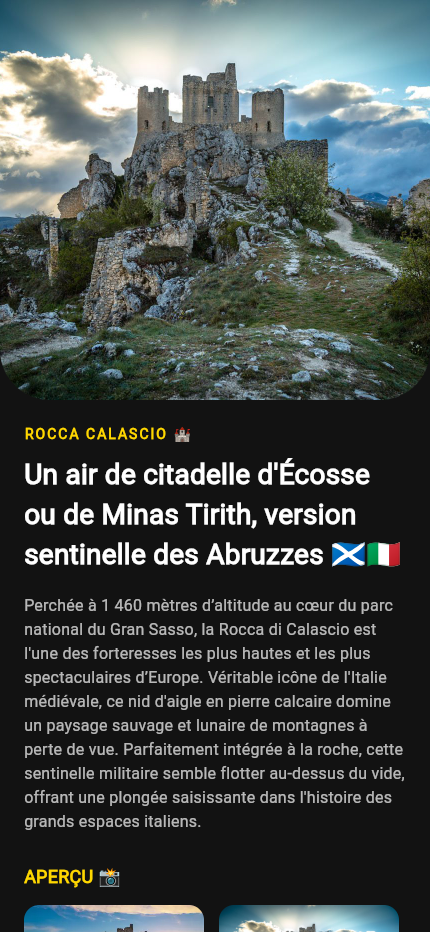 ROCCA CALASCIO 🏰
Un air de citadelle d'Écosse
ou de Minas Tirith, version
sentinelle des Abruzzes 🏴󠁧󠁢󠁳󠁣󠁴󠁿🇮🇹
Perchée à 1 460 mètres d’altitude au cœur du parc
national du Gran Sasso, la Rocca di Calascio est
l'une des forteresses les plus hautes et les plus
spectaculaires d’Europe. Véritable icône de l'Italie
médiévale, ce nid d'aigle en pierre calcaire domine
un paysage sauvage et lunaire de montagnes à
perte de vue. Parfaitement intégrée à la roche, cette
sentinelle militaire semble flotter au-dessus du vide,
offrant une plongée saisissante dans l'histoire des
grands espaces italiens.
APERÇU 📸